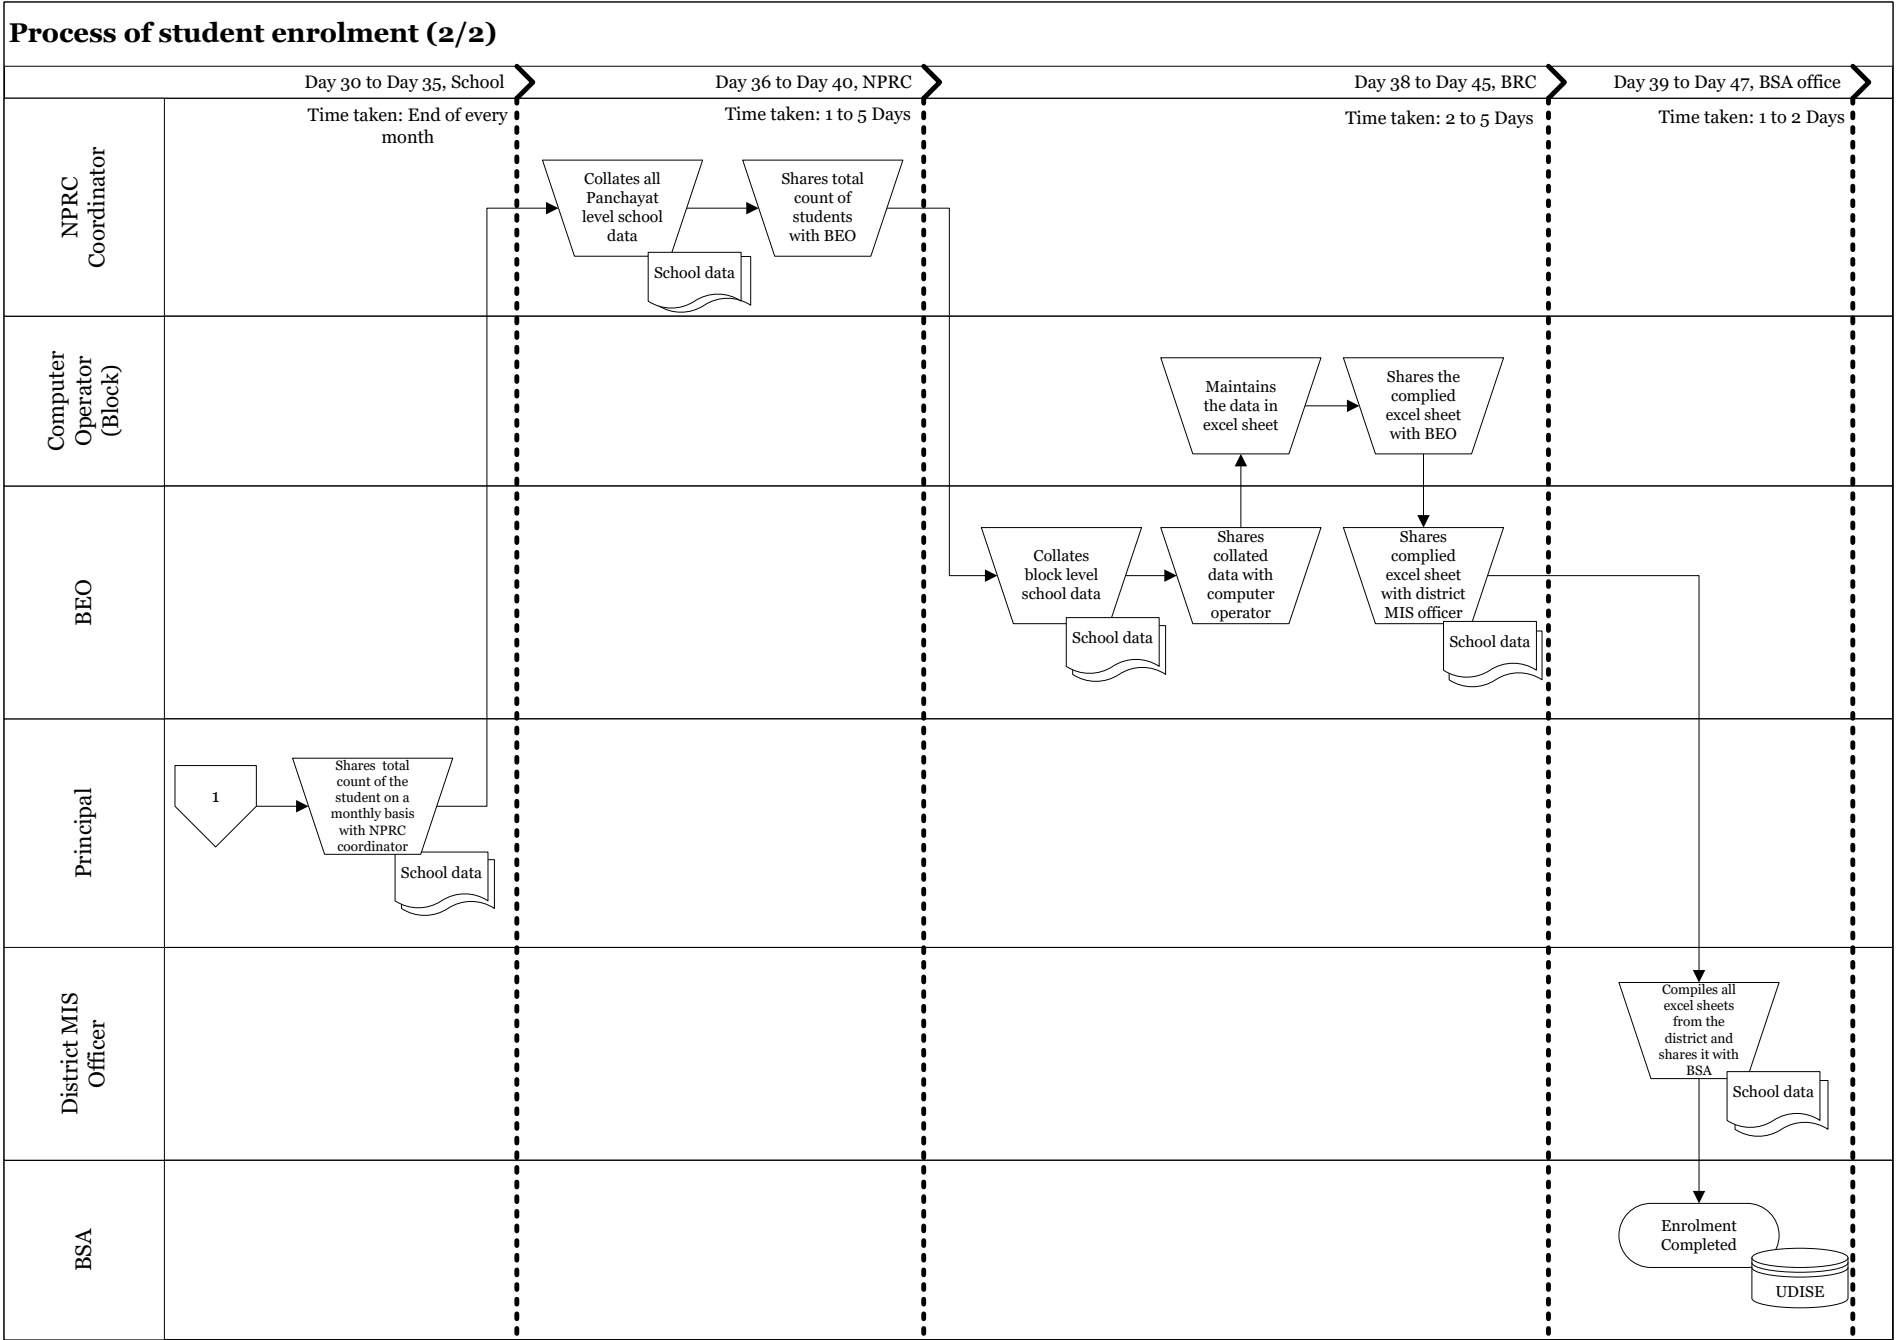 Process of student enrolment (2/2)
Day 30 to Day 35, School
Day 36 to Day 40, NPRC
Day 38 to Day 45, BRC
Day 39 to Day 47, BSA office
Time taken: End of every
month
Time taken: 1 to 5 Days
Time taken: 2 to 5 Days
Time taken: 1 to 2 Days
NPRC
Coordinator
Collates all
Panchayat
level school
data
School data
Shares total
count of
students
with BEO
Computer
Operator
(Block)
Maintains
the data in
excel sheet
Shares the
complied
excel sheet
with BEO
BEO
Collates
block level
school data
School data
Shares
collated
data with
computer
operator
Shares
complied
excel sheet
with district
MIS officer
School data
Principal
1
Shares total
count of the
student on a
monthly basis
with NPRC
coordinator
School data
District MIS
Officer
Compiles all
excel sheets
from the
district and
shares it with
BSA
School data
BSA
Enrolment
Completed
UDISE